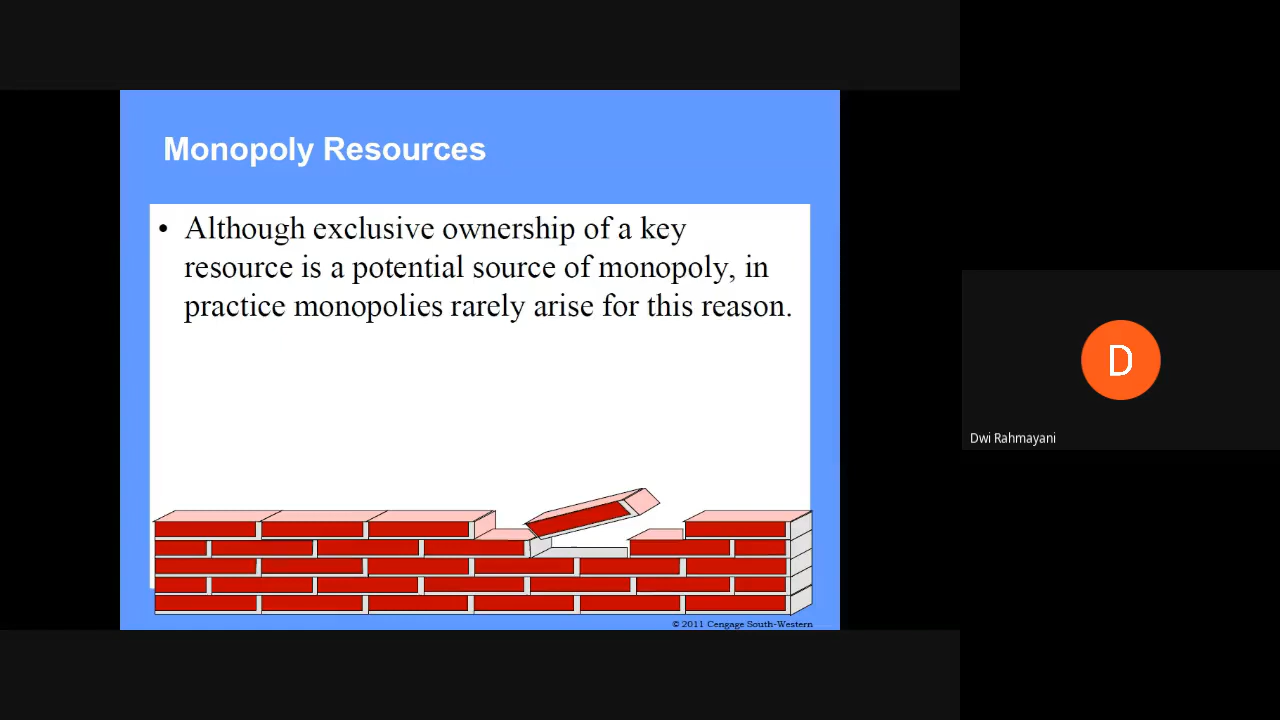 Monopoly Resources
• Although exclusive ownership of a key
resource is a potential source of monopoly, in
practice monopolies rarely arise for this reason.
© 2011 Cengage South-Western
D
Dwi Rahmayani